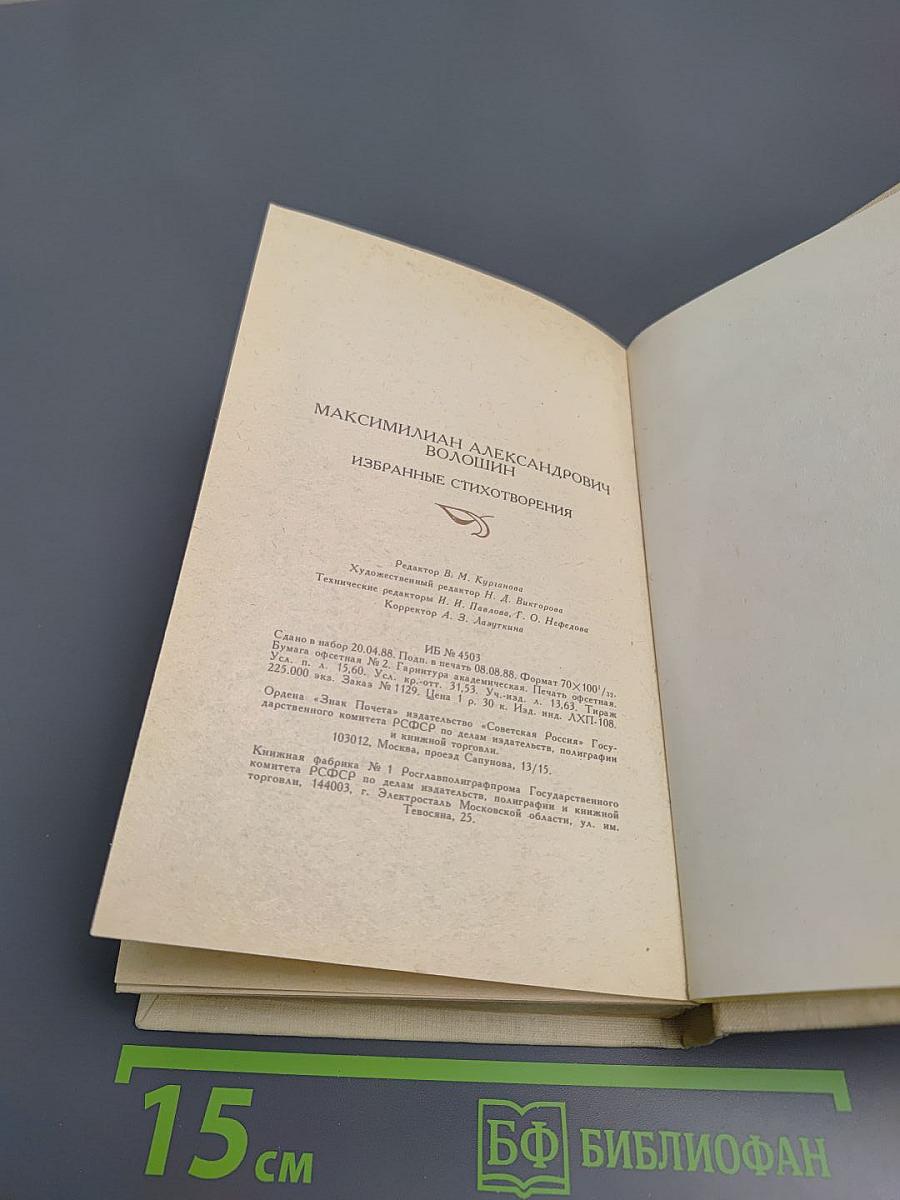 МАКСИМИЛИАН АЛЕКСАНДРОВИЧ
ВОЛОШИН
ИЗБРАННЫЕ СТИХОТВОРЕНИЯ
Редактор В. М. Курганова
Художественный редактор Н. Д. Викторова
Технические редакторы И. И. Павлова, Г. О. Нефедова
Корректор А. З. Лазуткина
ИБ № 4503
Сдано в набор 20.04.88. Подп. в печать 08.08.88. Формат 70×100¹/₃₂.
Бумага офсетная № 2. Гарнитура академическая. Печать офсетная.
Усл. п. л. 15,60. Усл. кр.-отт. 31,53. Уч.-изд. л. 13,63. Тираж
225.000 экз. Заказ № 1129. Цена 1 р. 30 к. Изд. инд. ЛХП-108.
Ордена «Знак Почета» издательство «Советская Россия» Госу-
дарственного комитета РСФСР по делам издательств, полиграфии
и книжной торговли.
103012, Москва, проезд Сапунова, 13/15.
Книжная фабрика № 1 Росглавполиграфпрома Государственного
комитета РСФСР по делам издательств, полиграфии и книжной
торговли, 144003, г. Электросталь Московской области, ул. им.
Тевосяна, 25.
15 см
БФ БИБЛИОФАН